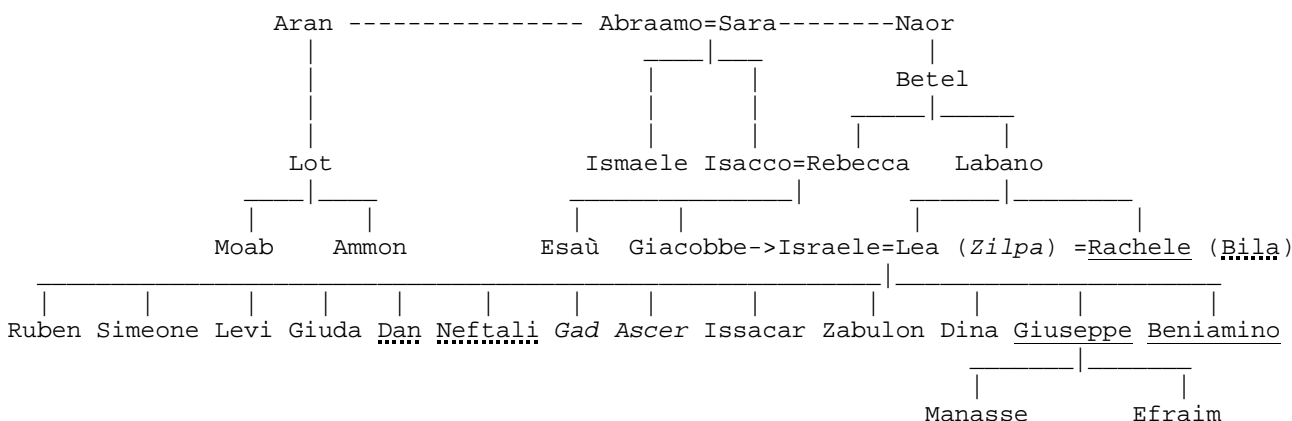 Aran ---------------- Abraamo=Sara--------Naor
Betel
Lot Ismaele Isacco=Rebecca Labano
Moab Ammon Esaù Giacobbe->Israele=Lea (Zilpa) =Rachele (Bila)
Ruben Simeone Levi Giuda Dan Neftali Gad Ascer Issacar Zabulon Dina Giuseppe Beniamino
Manasse Efraim